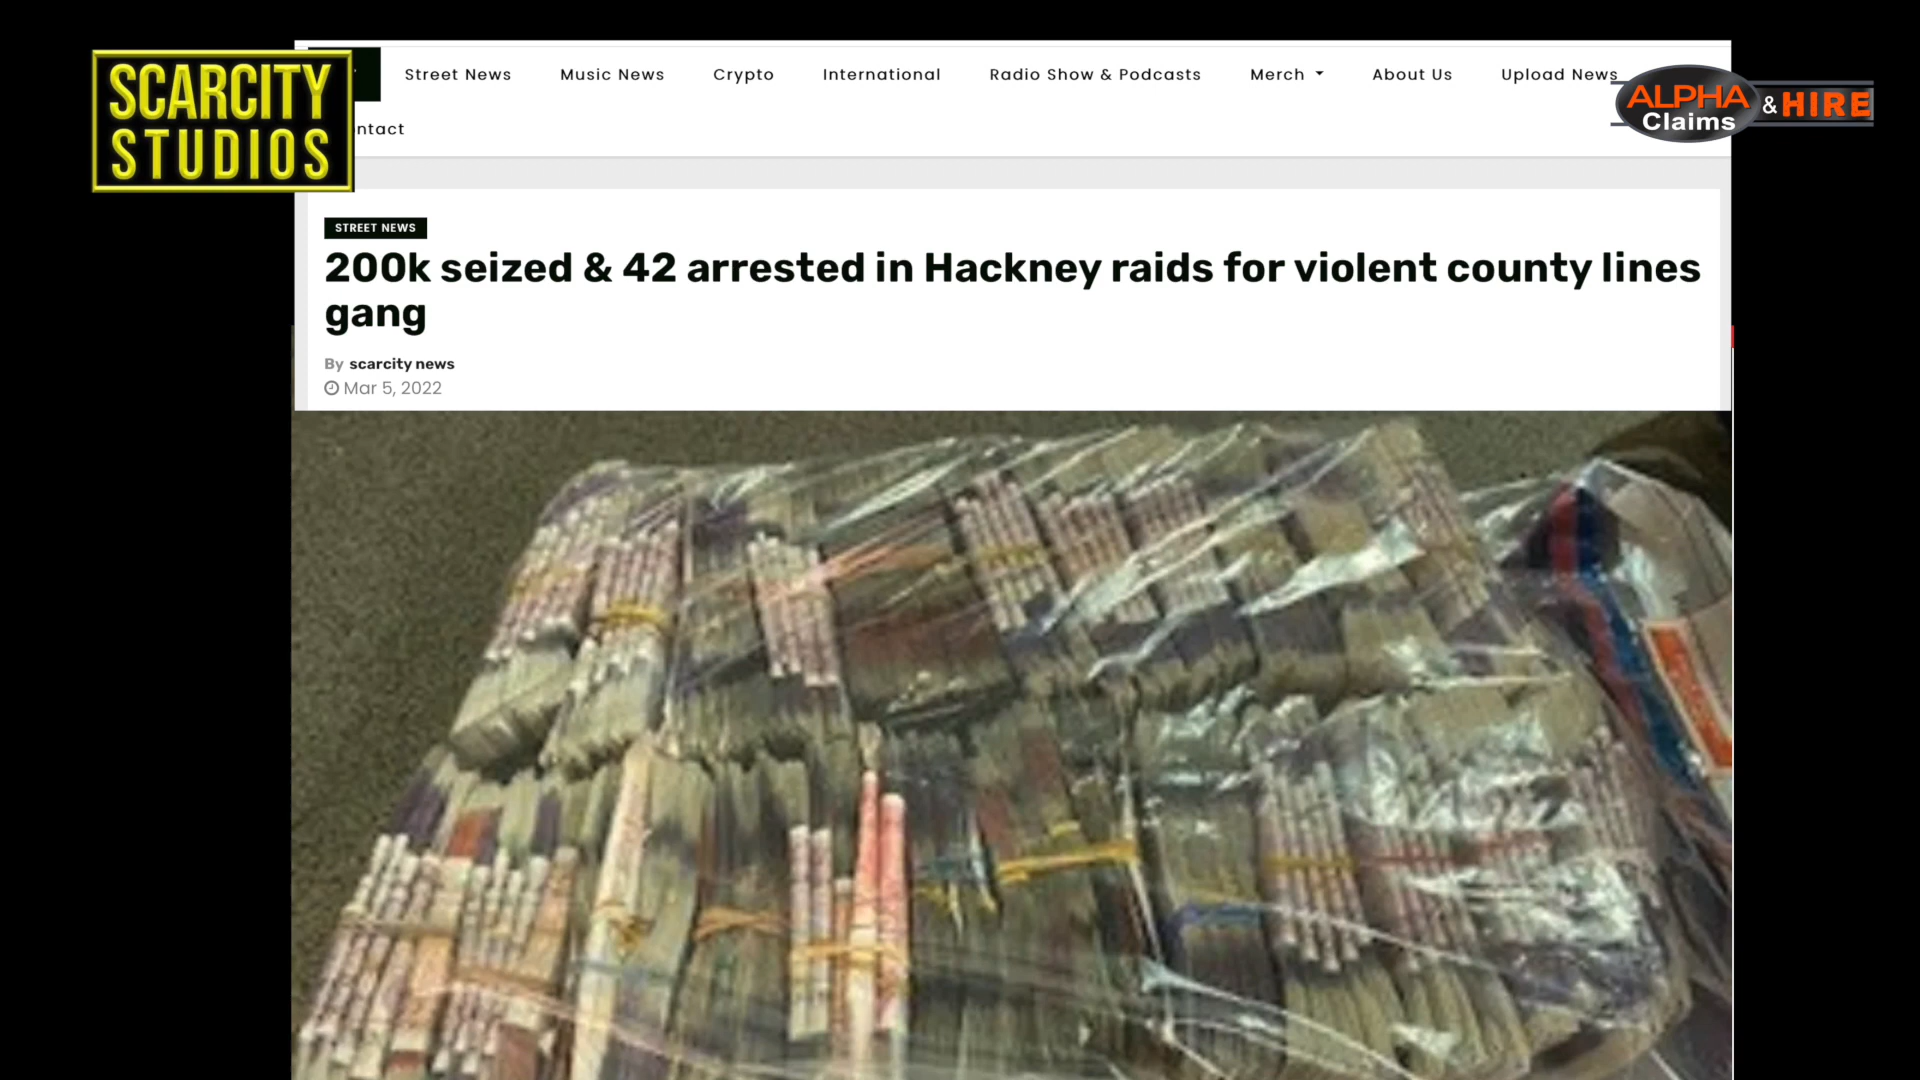 SCARCITY
STUDIOS
Street News
Music News
Crypto
International
Radio Show & Podcasts
Merch
About Us
Upload News
ntact
ALPHA
Claims
& HIRE
STREET NEWS
200k seized & 42 arrested in Hackney raids for violent county lines
gang
By scarcity news
Mar 5, 2022